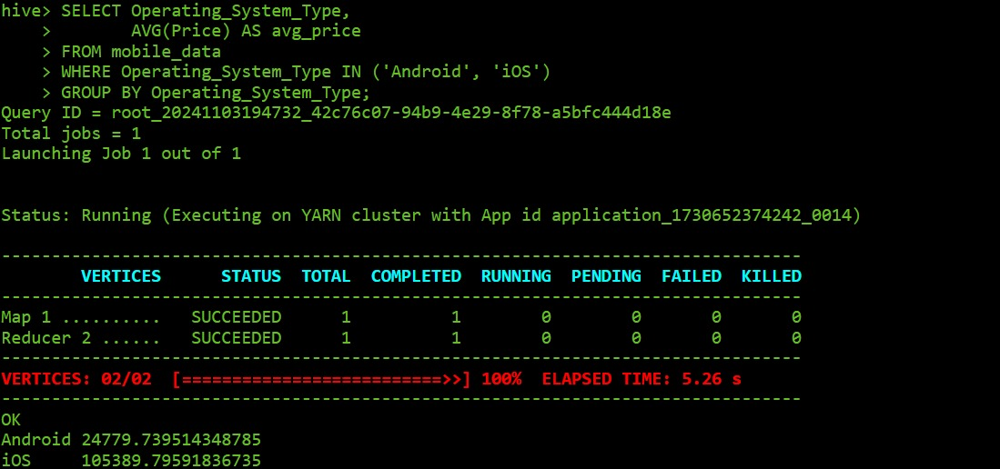 hive> SELECT Operating_System_Type,
    >        AVG(Price) AS avg_price
    > FROM mobile_data
    > WHERE Operating_System_Type IN ('Android', 'iOS')
    > GROUP BY Operating_System_Type;
Query ID = root_20241103194732_42c76c07-94b9-4e29-8f78-a5bfc444d18e
Total jobs = 1
Launching Job 1 out of 1
Status: Running (Executing on YARN cluster with App id application_1730652374242_0014)
--------------------------------------------------------------------------------
        VERTICES      STATUS  TOTAL  COMPLETED  RUNNING  PENDING  FAILED  KILLED
--------------------------------------------------------------------------------
Map 1 ..........   SUCCEEDED      1          1        0        0       0       0
Reducer 2 ......   SUCCEEDED      1          1        0        0       0       0
--------------------------------------------------------------------------------
VERTICES: 02/02  [==========================>>] 100%  ELAPSED TIME: 5.26 s
--------------------------------------------------------------------------------
OK
Android 24779.739514348785
iOS     105389.79591836735